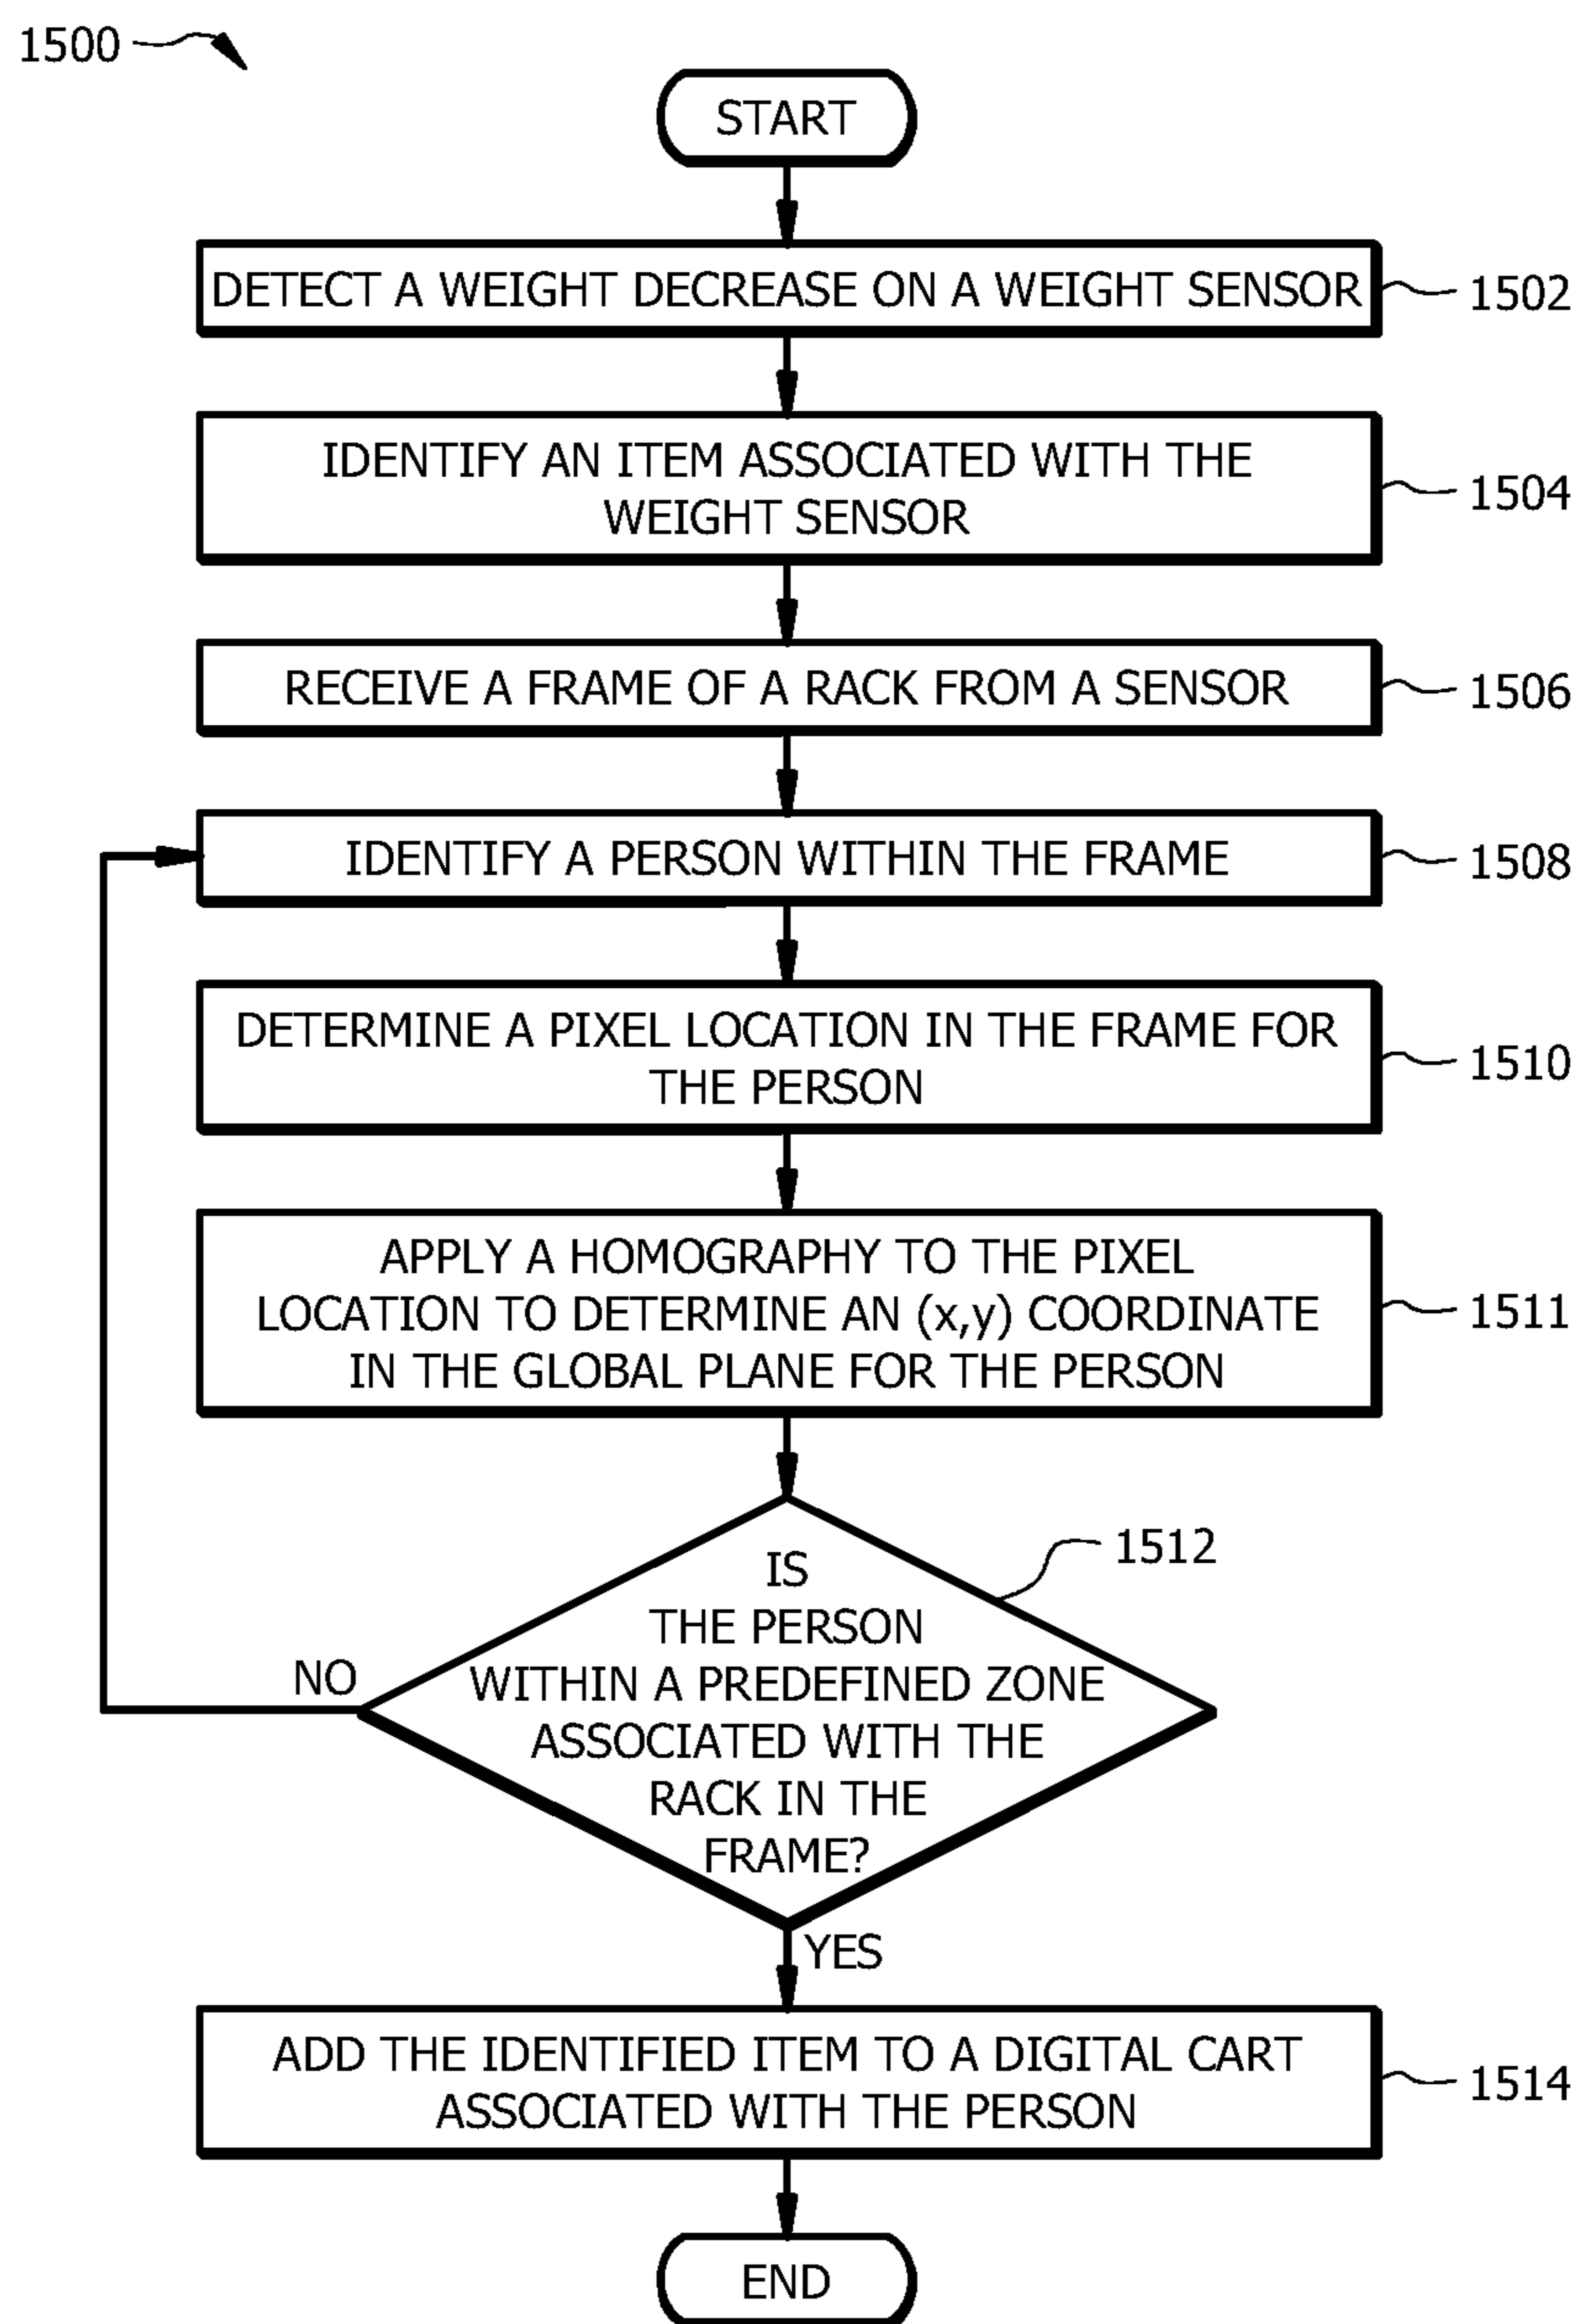 1500
START
DETECT A WEIGHT DECREASE ON A WEIGHT SENSOR
1502
IDENTIFY AN ITEM ASSOCIATED WITH THE
WEIGHT SENSOR
1504
RECEIVE A FRAME OF A RACK FROM A SENSOR
1506
IDENTIFY A PERSON WITHIN THE FRAME
1508
DETERMINE A PIXEL LOCATION IN THE FRAME FOR
THE PERSON
1510
APPLY A HOMOGRAPHY TO THE PIXEL
LOCATION TO DETERMINE AN (x,y) COORDINATE
IN THE GLOBAL PLANE FOR THE PERSON
1511
IS
THE PERSON
WITHIN A PREDEFINED ZONE
ASSOCIATED WITH THE
RACK IN THE
FRAME?
1512
NO
YES
ADD THE IDENTIFIED ITEM TO A DIGITAL CART
ASSOCIATED WITH THE PERSON
1514
END